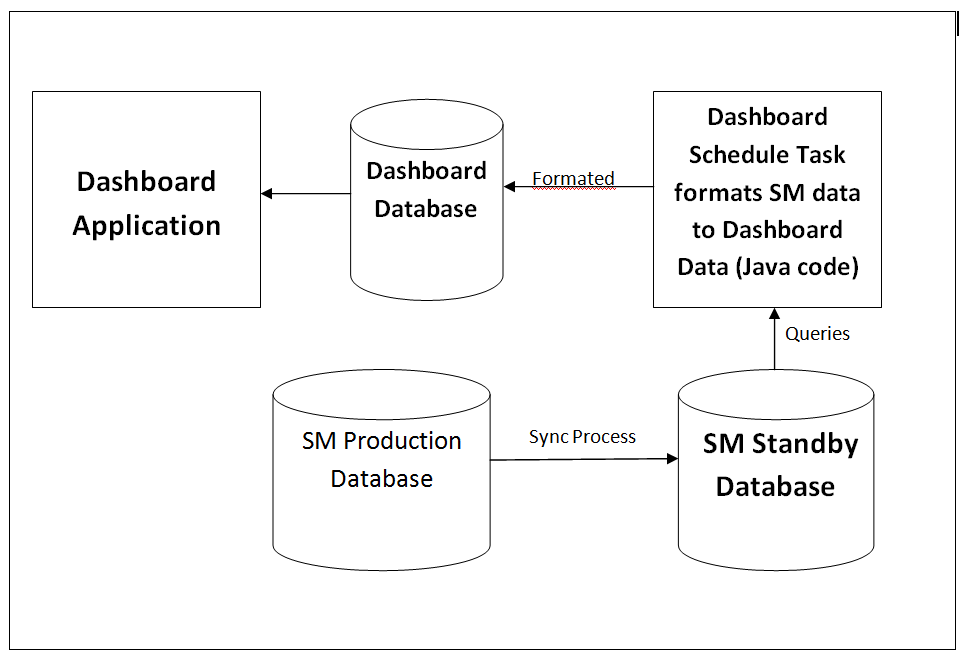 Dashboard
Application
Dashboard
Database
Formated
Dashboard
Schedule Task
formats SM data
to Dashboard
Data (Java code)
Queries
SM Production
Database
Sync Process
SM Standby
Database